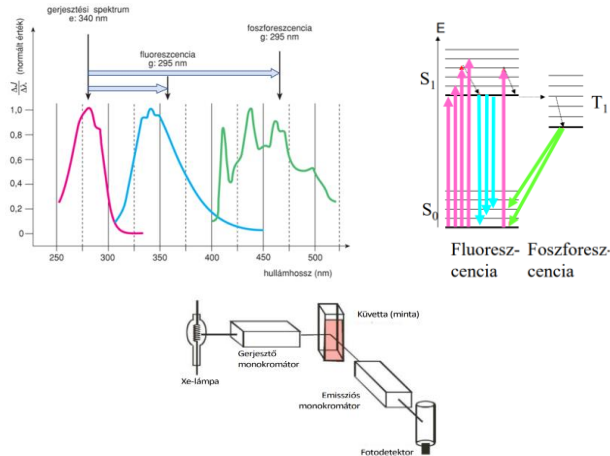 gerjesztési spektrum
e: 340 nm
foszforeszcencia
g: 295 nm
fluoreszcencia
g: 295 nm
ΔJ/Δλ (normált érték)
1,0
0,8
0,6
0,4
0,2
0
250 300 350 400 450 500
hullámhossz (nm)
E
S1
T1
S0
Fluoresz-
cencia
Foszforesz-
cencia
Xe-lámpa
Gerjesztő
monokromátor
Küvetta (minta)
Emissziós
monokromátor
Fotodetektor